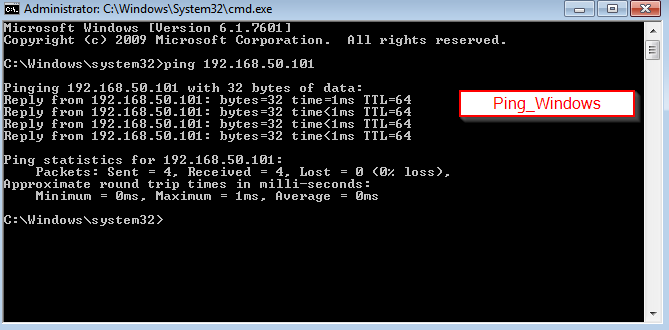 Administrator: C:\Windows\System32\cmd.exe
Microsoft Windows [Version 6.1.7601]
Copyright (c) 2009 Microsoft Corporation.  All rights reserved.
C:\Windows\system32>ping 192.168.50.101
Pinging 192.168.50.101 with 32 bytes of data:
Reply from 192.168.50.101: bytes=32 time=1ms TTL=64
Reply from 192.168.50.101: bytes=32 time<1ms TTL=64
Reply from 192.168.50.101: bytes=32 time<1ms TTL=64
Reply from 192.168.50.101: bytes=32 time<1ms TTL=64
Ping_Windows
Ping statistics for 192.168.50.101:
    Packets: Sent = 4, Received = 4, Lost = 0 (0% loss),
Approximate round trip times in milli-seconds:
    Minimum = 0ms, Maximum = 1ms, Average = 0ms
C:\Windows\system32>